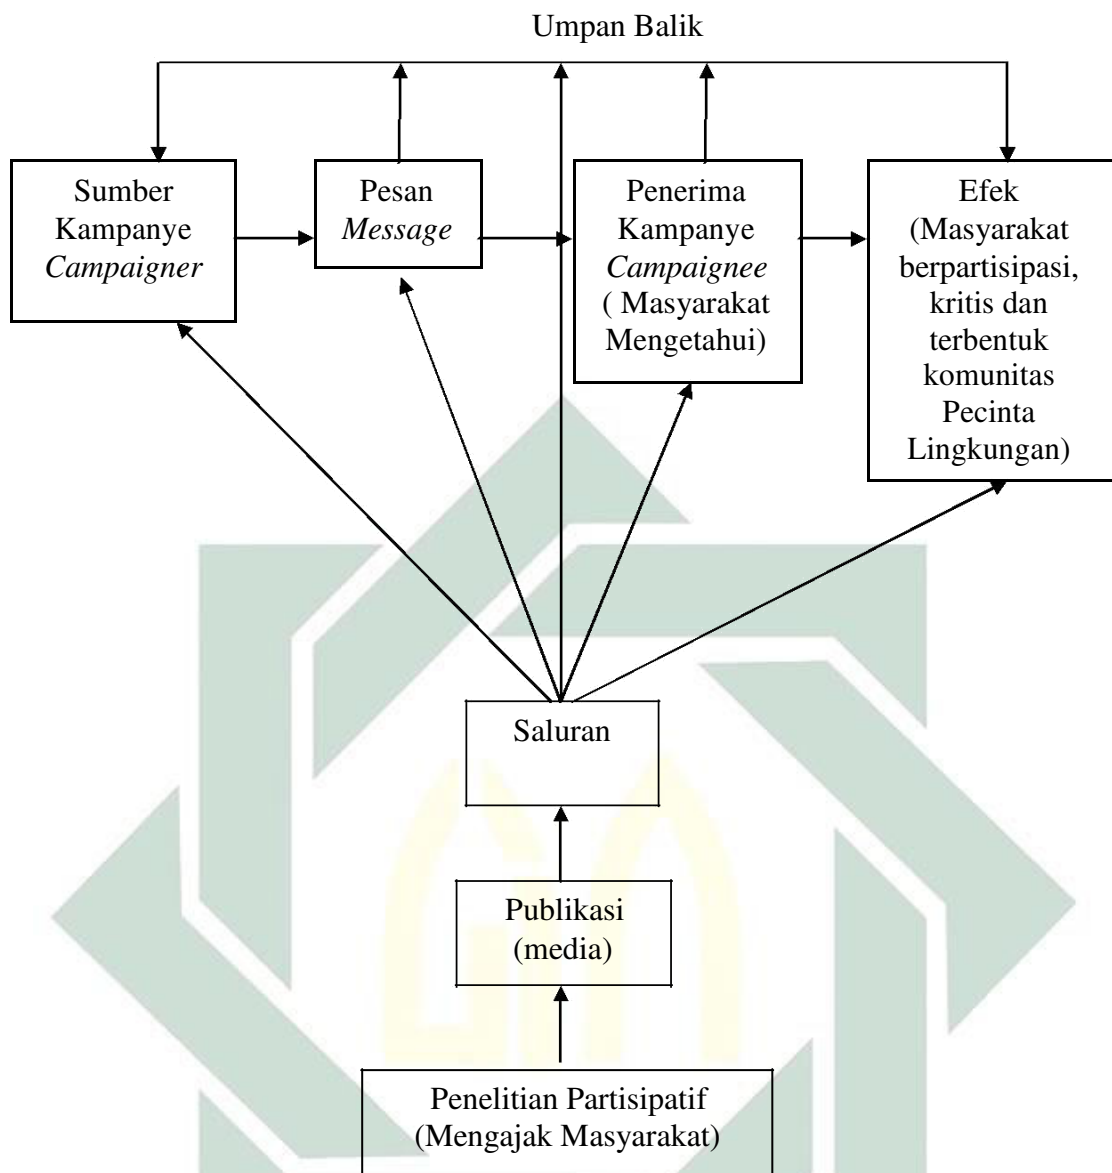 Umpan Balik
Sumber
Kampanye
Campaigner
Pesan
Message
Penerima
Kampanye
Campaignee
( Masyarakat
Mengetahui)
Efek
(Masyarakat
berpartisipasi,
kritis dan
terbentuk
komunitas
Pecinta
Lingkungan)
Saluran
Publikasi
(media)
Penelitian Partisipatif
(Mengajak Masyarakat)